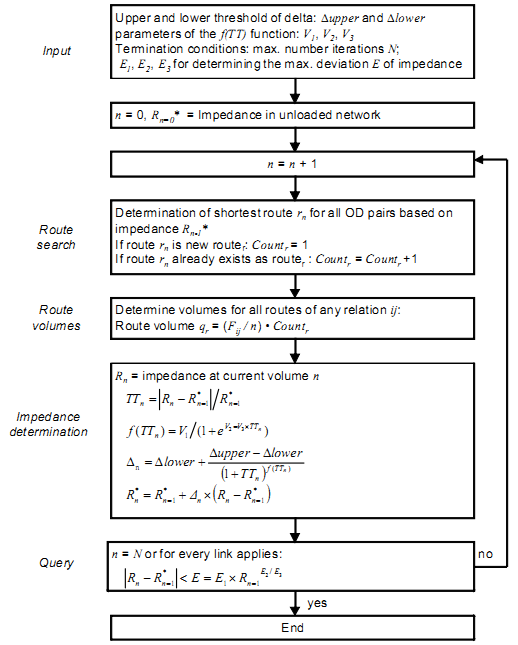 Input
Upper and lower threshold of delta: Δupper and Δlower
parameters of the f(TT) function: V₁, V₂, V₃
Termination conditions: max. number iterations N;
E₁, E₂, E₃ for determining the max. deviation E of impedance
n = 0, Rₙ₌₀* = Impedance in unloaded network
n = n + 1
Route
search
Determination of shortest route rₙ for all OD pairs based on
impedance Rₙ₋₁*
If route rₙ is new routeᵣ: Countᵣ = 1
If route rₙ already exists as routeᵣ : Countᵣ = Countᵣ +1
Route
volumes
Determine volumes for all routes of any relation ij:
Route volume qᵣ = (Fᵢⱼ / n) • Countᵣ
Impedance
determination
Rₙ = impedance at current volume n
TTₙ = |Rₙ − R*ₙ₋₁| / R*ₙ₋₁
f(TTₙ) = V₁/(1+e^(V₂−V₃×TTₙ))
Δₙ = Δlower + (Δupper − Δlower) / (1+TTₙ)^f(TTₙ)
R*ₙ = R*ₙ₋₁ + Δₙ × (Rₙ − R*ₙ₋₁)
Query
n = N or for every link applies:
|Rₙ − R*ₙ₋₁| < E = E₁ × Rₙ₋₁^(E₂/E₃)
no
yes
End